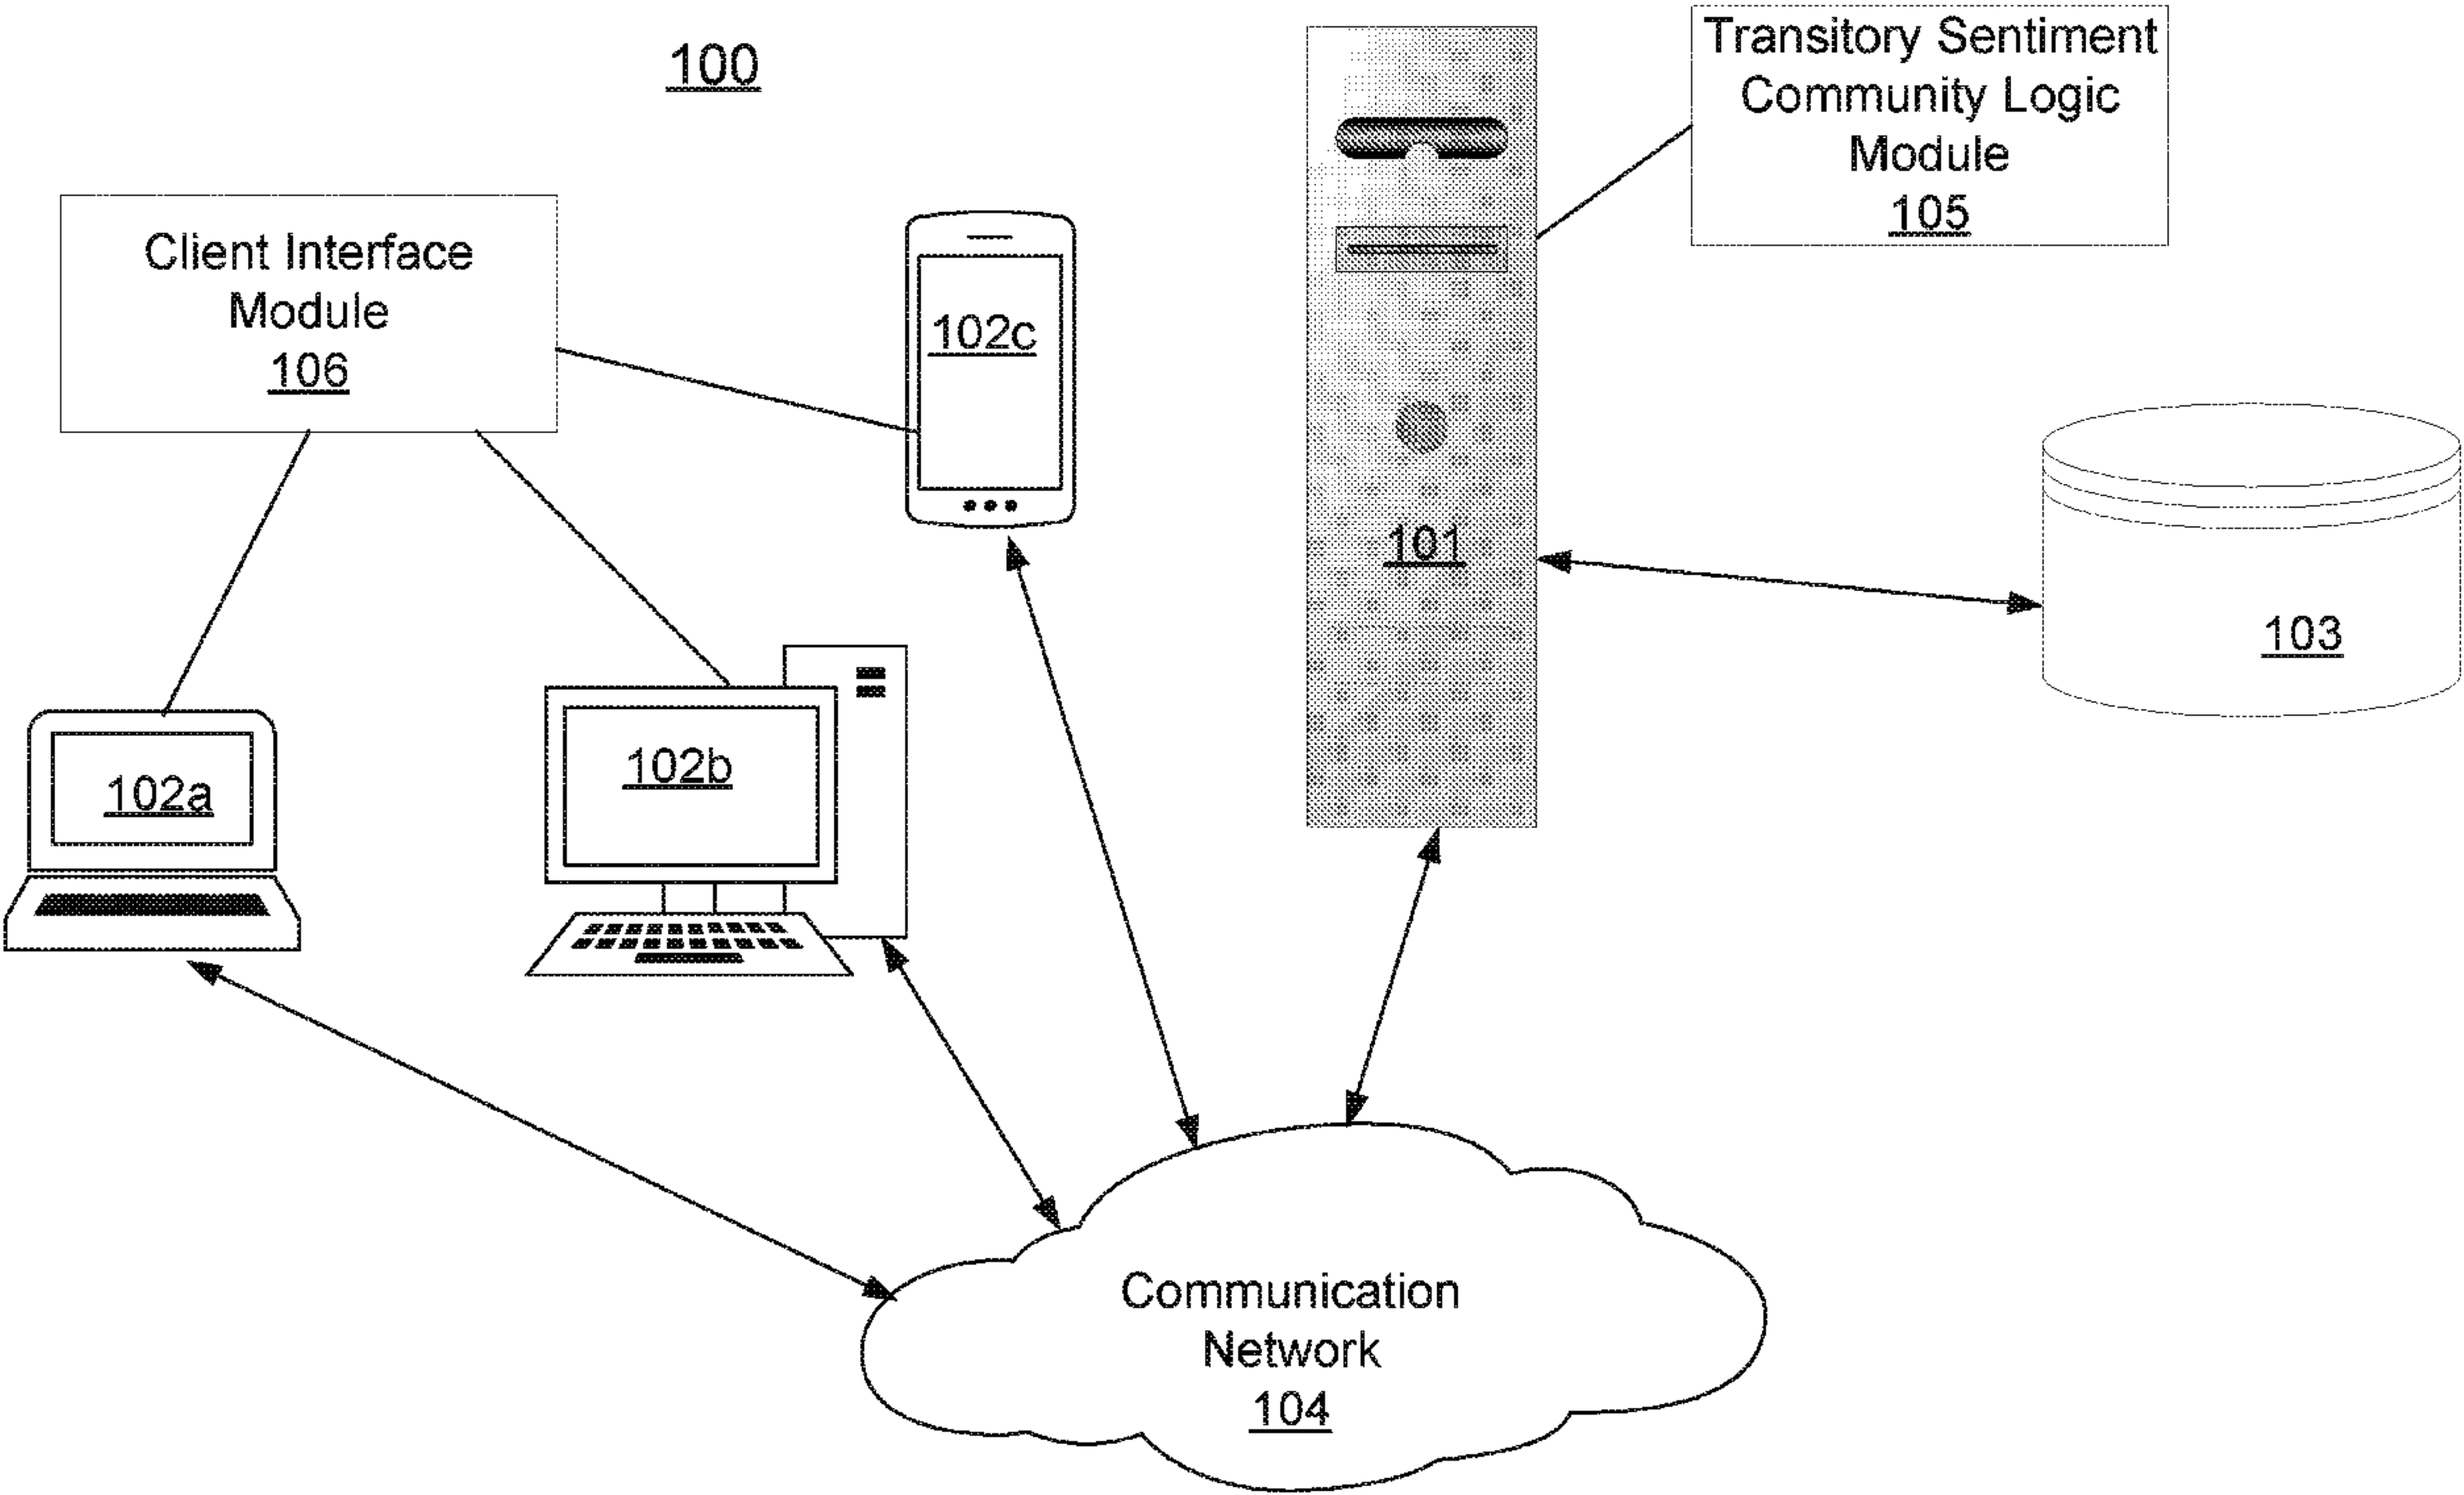 100
Transitory Sentiment
Community Logic
Module
105
Client Interface
Module
106
102c
101
103
102a
102b
Communication
Network
104